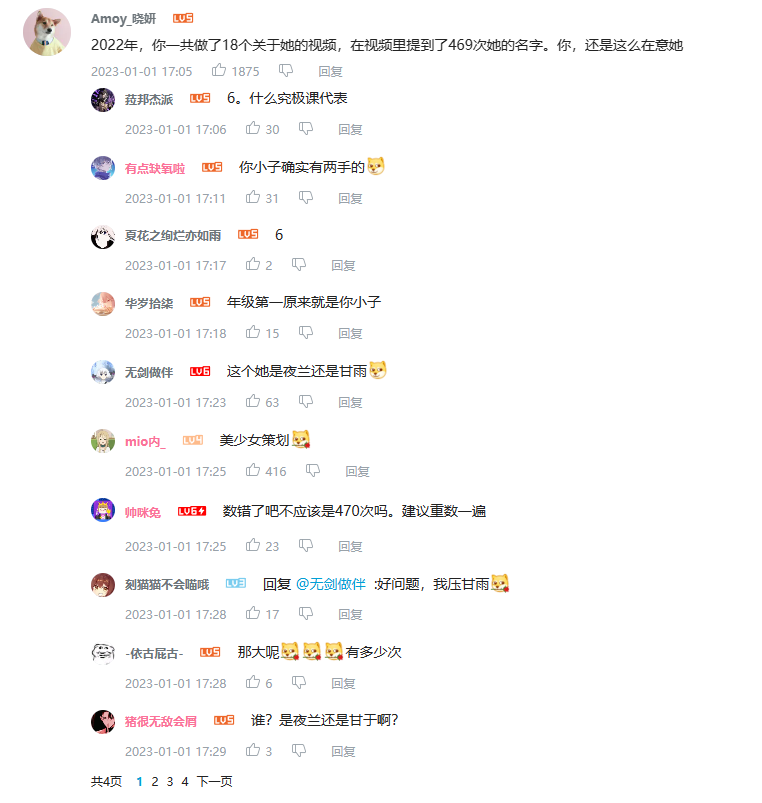 Amoy_晓妍 LV5
2022年，你一共做了18个关于她的视频，在视频里提到了469次她的名字。你，还是这么在意她
2023-01-01 17:05 1875 回复
菈邦杰派 LV5 6。什么究极课代表
2023-01-01 17:06 30 回复
有点缺氧啦 LV5 你小子确实有两手的
2023-01-01 17:11 31 回复
夏花之绚烂亦如雨 LV5 6
2023-01-01 17:17 2 回复
华岁拾柒 LV5 年级第一原来就是你小子
2023-01-01 17:18 15 回复
无剑做伴 LV6 这个她是夜兰还是甘雨
2023-01-01 17:23 63 回复
mio内_ LV4 美少女策划
2023-01-01 17:25 416 回复
帅咪兔 LV6 数错了吧不应该是470次吗。建议重数一遍
2023-01-01 17:25 23 回复
刻猫猫不会喵哦 LV3 回复 @无剑做伴 :好问题，我压甘雨
2023-01-01 17:28 17 回复
-依古屁古- LV5 那大呢有多少次
2023-01-01 17:28 6 回复
猪很无敌会屑 LV5 谁？是夜兰还是甘于啊？
2023-01-01 17:29 3 回复
共4页 1 2 3 4 下一页